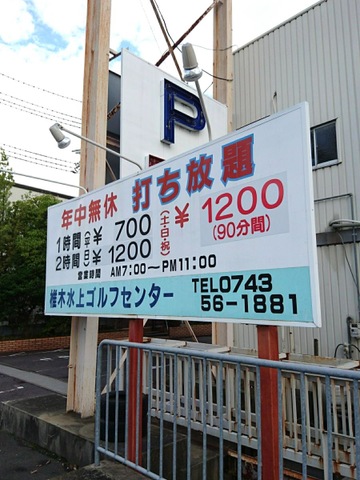 P
年中無休 打ち放題
1時間(平日)¥ 700
2時間 ¥ 1200
(土・日・祝)¥ 1200
(90分間)
営業時間 AM7:00〜PM11:00
椎木水上ゴルフセンター
TEL0743
56-1881